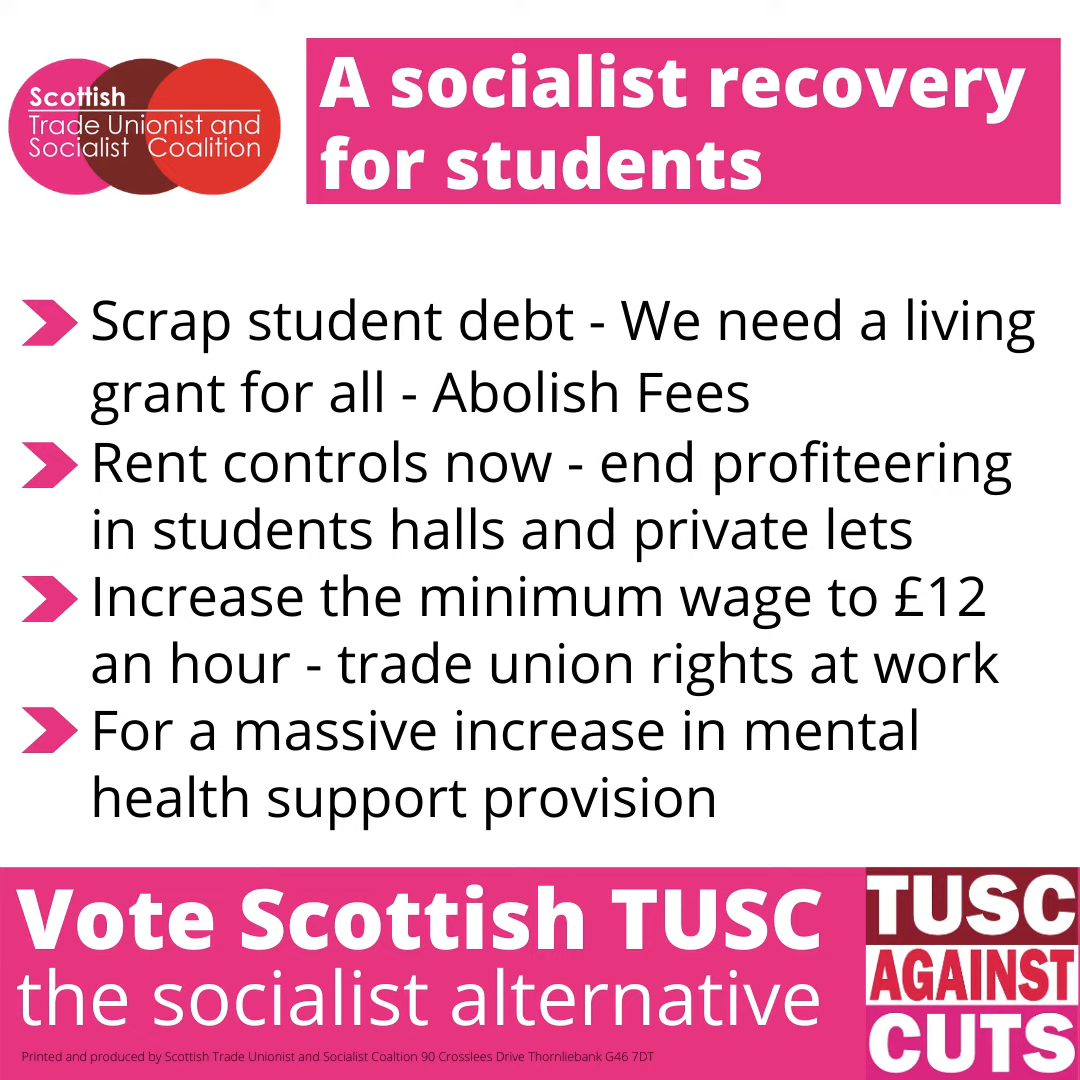 Scottish
Trade Unionist and
Socialist Coalition
A socialist recovery
for students
Scrap student debt - We need a living
grant for all - Abolish Fees
Rent controls now - end profiteering
in students halls and private lets
Increase the minimum wage to £12
an hour - trade union rights at work
For a massive increase in mental
health support provision
Vote Scottish TUSC
the socialist alternative
Printed and produced by Scottish Trade Unionist and Socialist Coaltion 90 Crosslees Drive Thornliebank G46 7DT
TUSC
AGAINST
CUTS